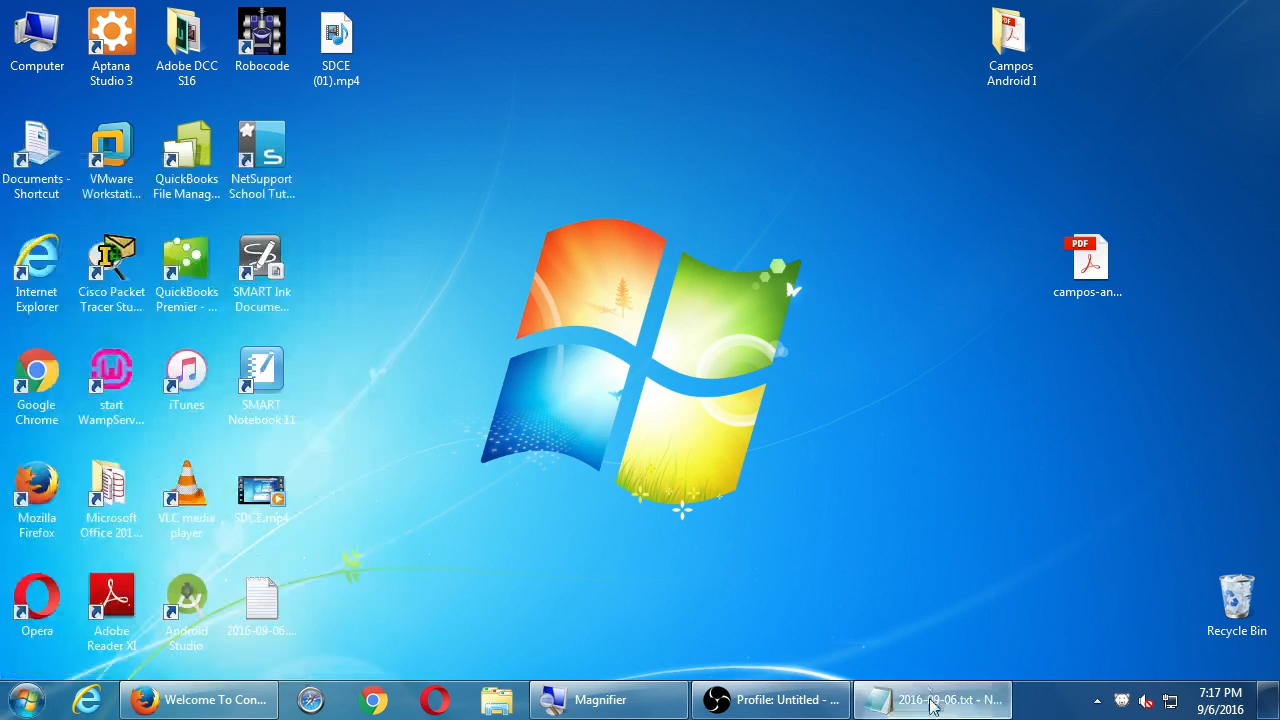 Computer
Aptana
Studio 3
Adobe DCC
S16
Robocode
SDCE
(01).mp4
Campos
Android I
Documents -
Shortcut
VMware
Workstati...
QuickBooks
File Manag...
NetSupport
School Tut...
Internet
Explorer
Cisco Packet
Tracer Stu...
QuickBooks
Premier - ...
SMART Ink
Docume...
PDF
campos-an...
Google
Chrome
start
WampServ...
iTunes
SMART
Notebook 11
Mozilla
Firefox
Microsoft
Office 201...
VLC media
player
SDCE.mp4
Opera
Adobe
Reader XI
Android
Studio
2016-09-06....
Recycle Bin
Welcome To Con...
Magnifier
Profile: Untitled - ...
2016-09-06.txt - N...
7:17 PM
9/6/2016